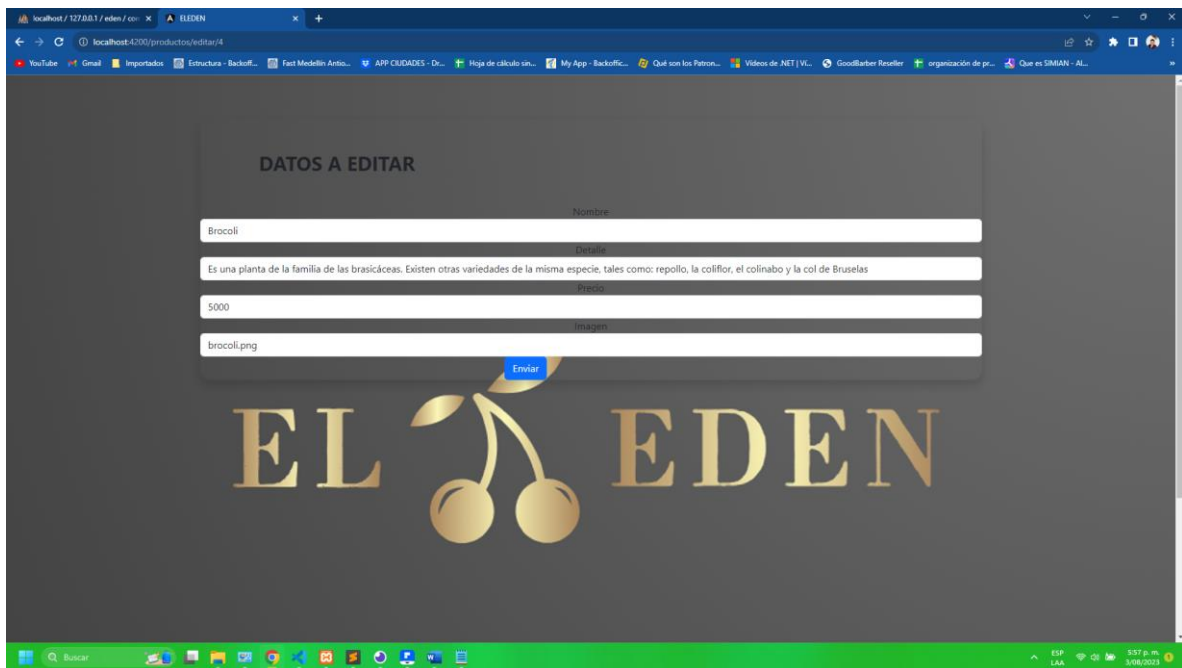 localhost / 127.0.0.1 / eden / con
ELEDEN
localhost:4200/productos/editar/4
YouTube
Gmail
Importados
Estructura - Backoff...
Fast Medellin Antio...
APP CIUDADES - Dr...
Hoja de cálculo sin...
My App - Backoffic...
Qué son los Patron...
Videos de .NET | Vi...
GoodBarber Reseller
organización de pr...
Que es SIMIAN - Al...
»
DATOS A EDITAR
Nombre
Brocoli
Detalle
Es una planta de la familia de las brasicáceas. Existen otras variedades de la misma especie, tales como: repollo, la coliflor, el colinabo y la col de Bruselas
Precio
5000
Imagen
brocoli.png
Enviar
EL EDEN
Buscar
ESP
LAA
5:57 p. m.
3/08/2023